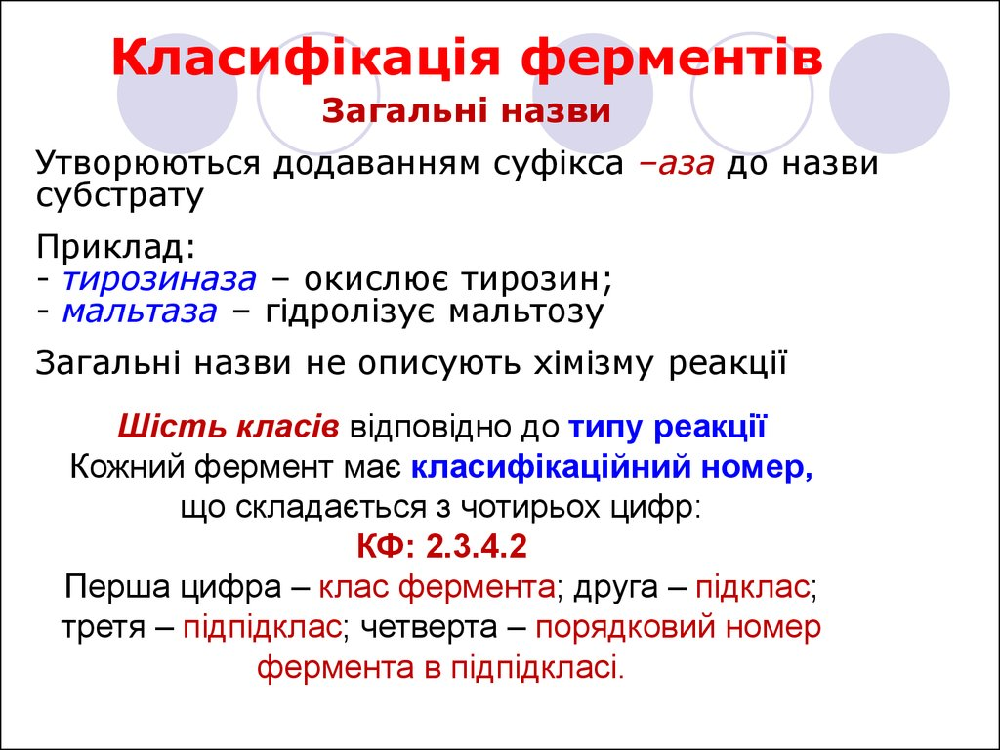 Класифікація ферментів
Загальні назви
Утворюються додаванням суфікса –аза до назви
субстрату
Приклад:
- тирозиназа – окислює тирозин;
- мальтаза – гідролізує мальтозу
Загальні назви не описують хімізму реакції
Шість класів відповідно до типу реакції
Кожний фермент має класифікаційний номер,
що складається з чотирьох цифр:
КФ: 2.3.4.2
Перша цифра – клас фермента; друга – підклас;
третя – підпідклас; четверта – порядковий номер
фермента в підпідкласі.